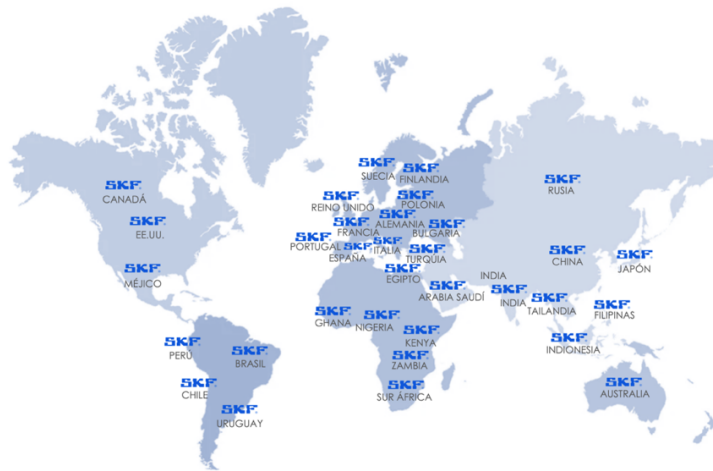 SKF SUECIA
SKF FINLANDIA
SKF RUSIA
SKF CANADÁ
SKF REINO UNIDO
SKF POLONIA
SKF EE.UU.
SKF FRANCIA
SKF ALEMANIA
SKF BULGARIA
SKF PORTUGAL
SKF ESPAÑA
SKF ITALIA
SKF TURQUIA
SKF CHINA
SKF JAPÓN
SKF MÉJICO
SKF EGIPTO
INDIA
SKF ARABIA SAUDÍ
SKF INDIA
SKF TAILANDIA
SKF FILIPINAS
SKF GHANA
SKF NIGERIA
SKF KENYA
SKF INDIONESIA
SKF PERÚ
SKF BRASIL
SKF ZAMBIA
SKF CHILE
SKF SUR ÁFRICA
SKF AUSTRALIA
SKF URUGUAY